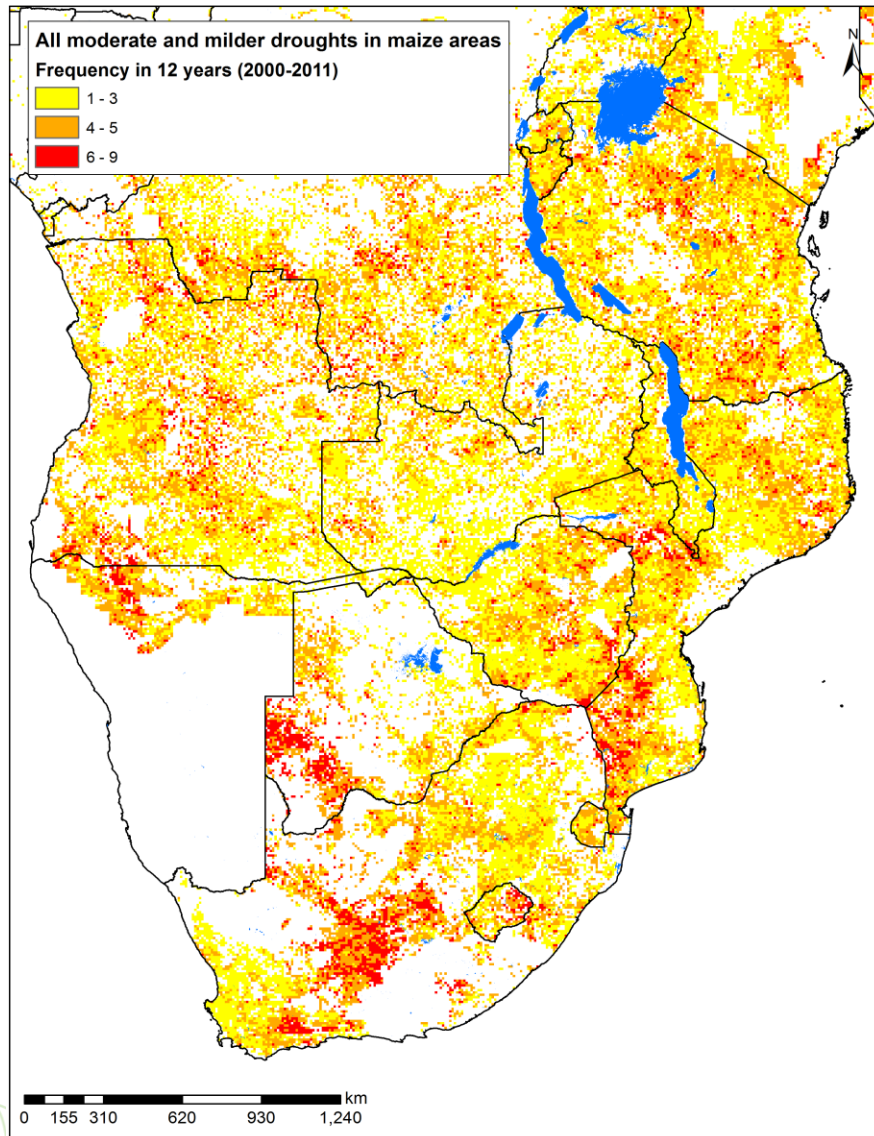 All moderate and milder droughts in maize areas
Frequency in 12 years (2000-2011)
1 - 3
4 - 5
6 - 9
N
km
0 155 310 620 930 1,240